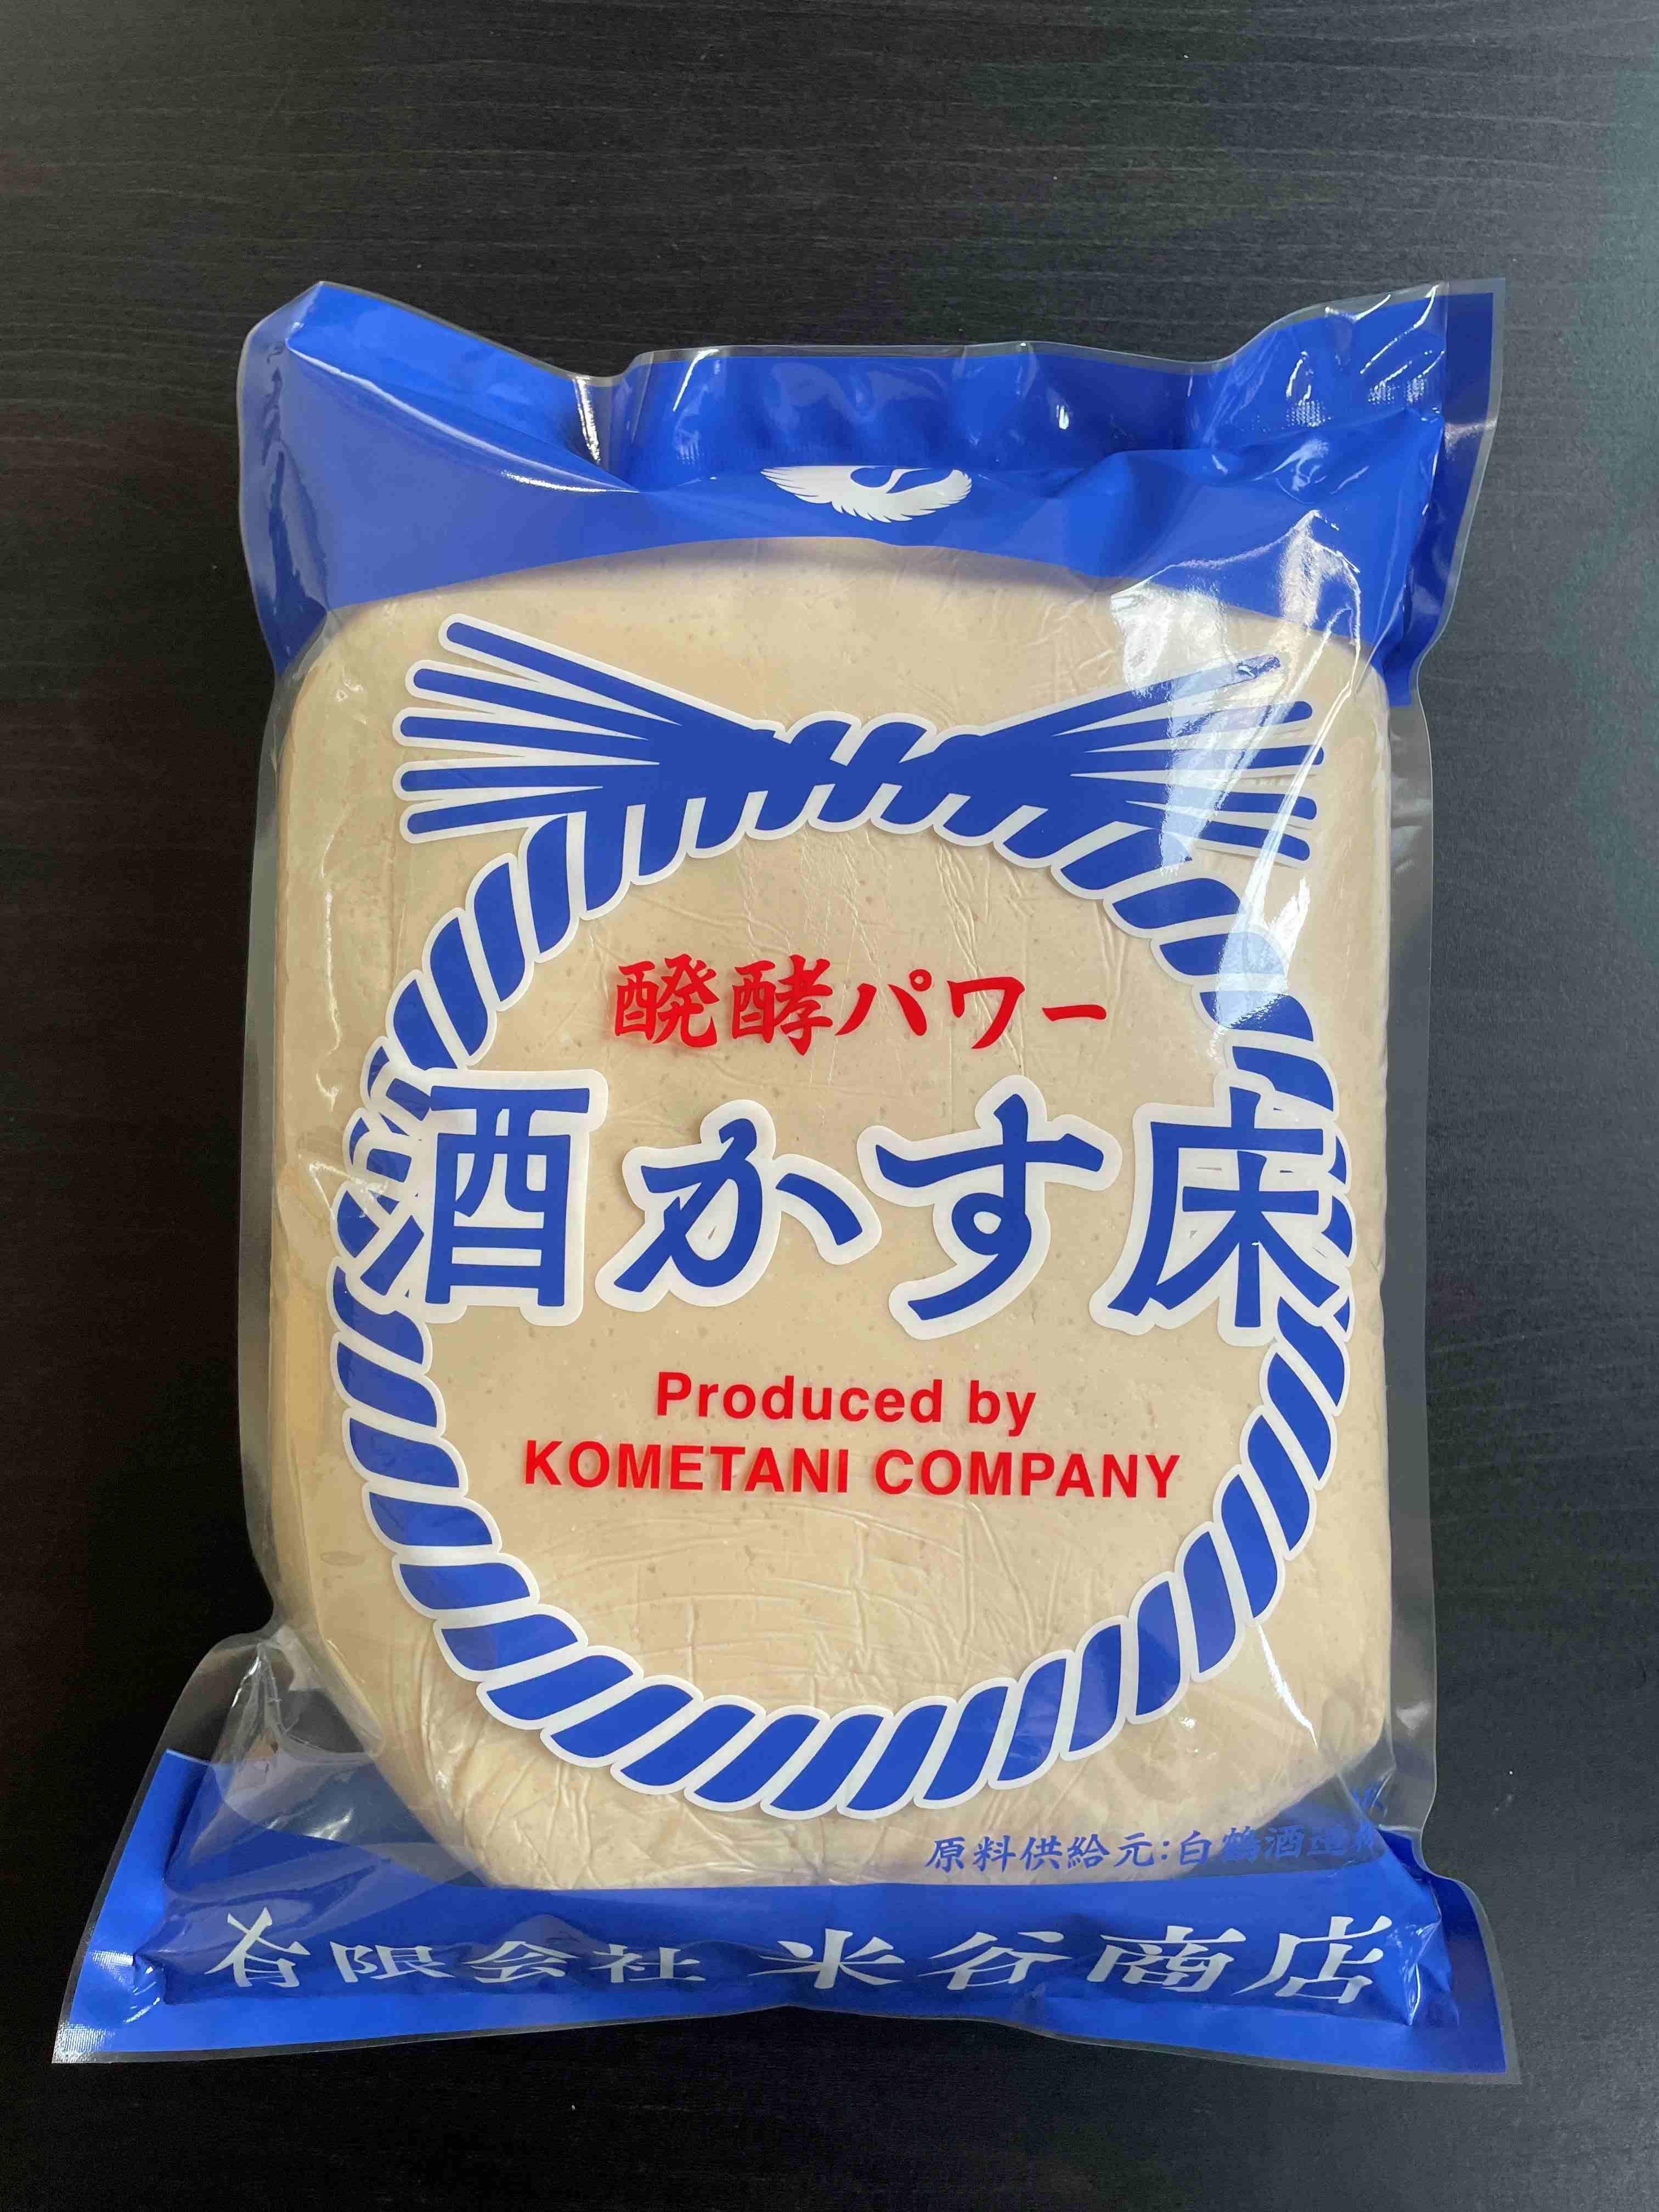 醗酵パワー
酒かす床
Produced by
KOMETANI COMPANY
原料供給元:白鶴酒造
有限会社 米谷商店